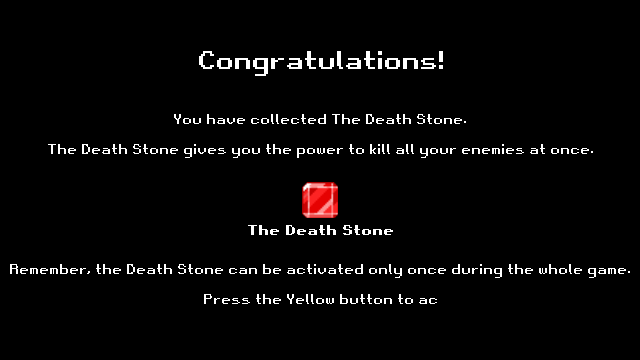 Congratulations!
You have collected The Death Stone.
The Death Stone gives you the power to kill all your enemies at once.
The Death Stone
Remember, the Death Stone can be activated only once during the whole game.
Press the Yellow button to ac